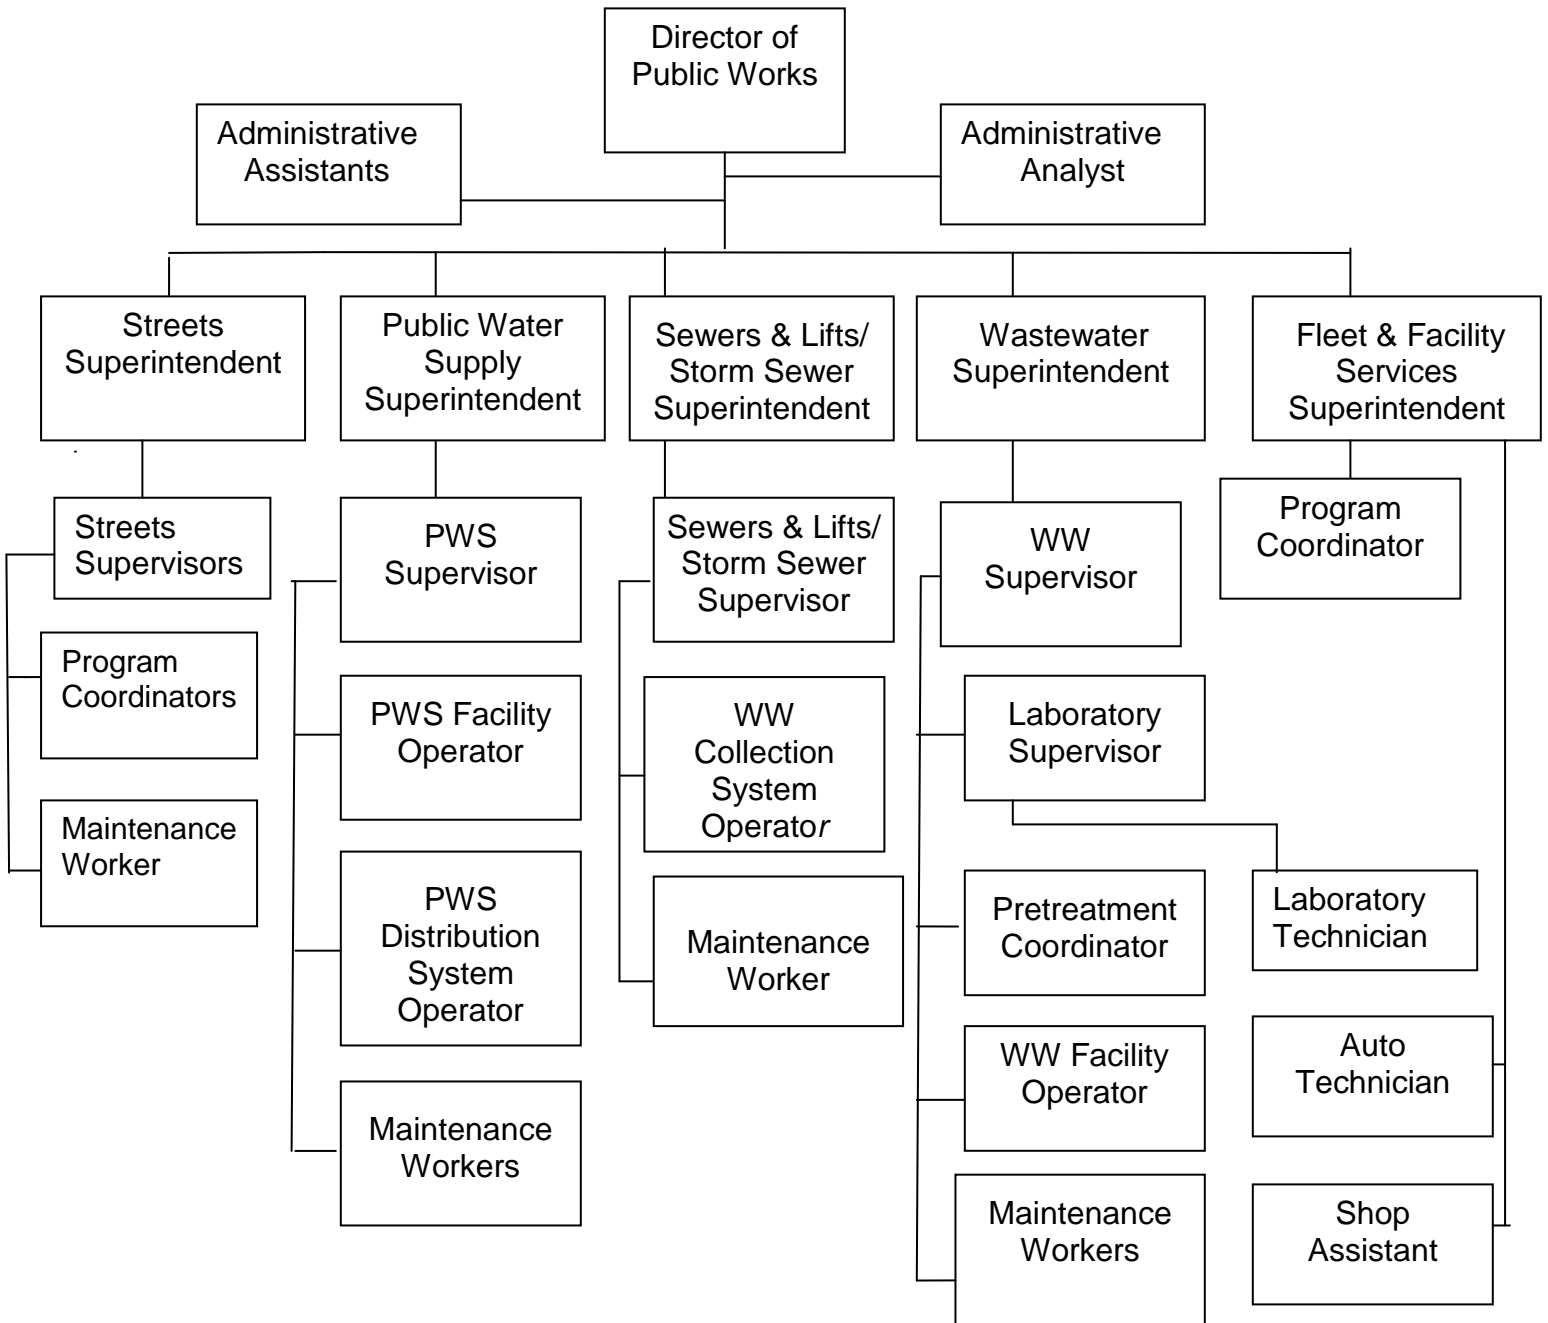 Director of
Public Works
Administrative
Assistants
Administrative
Analyst
Streets
Superintendent
Public Water
Supply
Superintendent
Sewers & Lifts/
Storm Sewer
Superintendent
Wastewater
Superintendent
Fleet & Facility
Services
Superintendent
Streets
Supervisors
PWS
Supervisor
Sewers & Lifts/
Storm Sewer
Supervisor
WW
Supervisor
Program
Coordinator
Program
Coordinators
PWS Facility
Operator
WW
Collection
System
Operator
Laboratory
Supervisor
Maintenance
Worker
PWS
Distribution
System
Operator
Maintenance
Worker
Pretreatment
Coordinator
Laboratory
Technician
WW Facility
Operator
Auto
Technician
Maintenance
Workers
Maintenance
Workers
Shop
Assistant